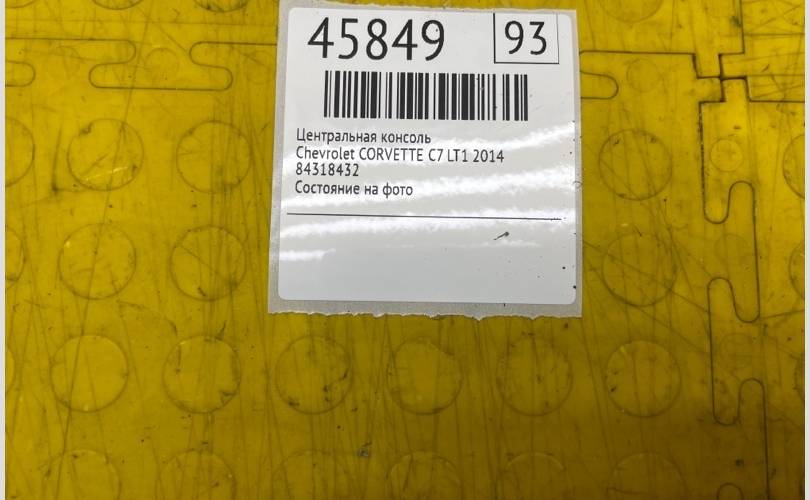 45849 93
Центральная консоль
Chevrolet CORVETTE C7 LT1 2014
84318432
Состояние на фото